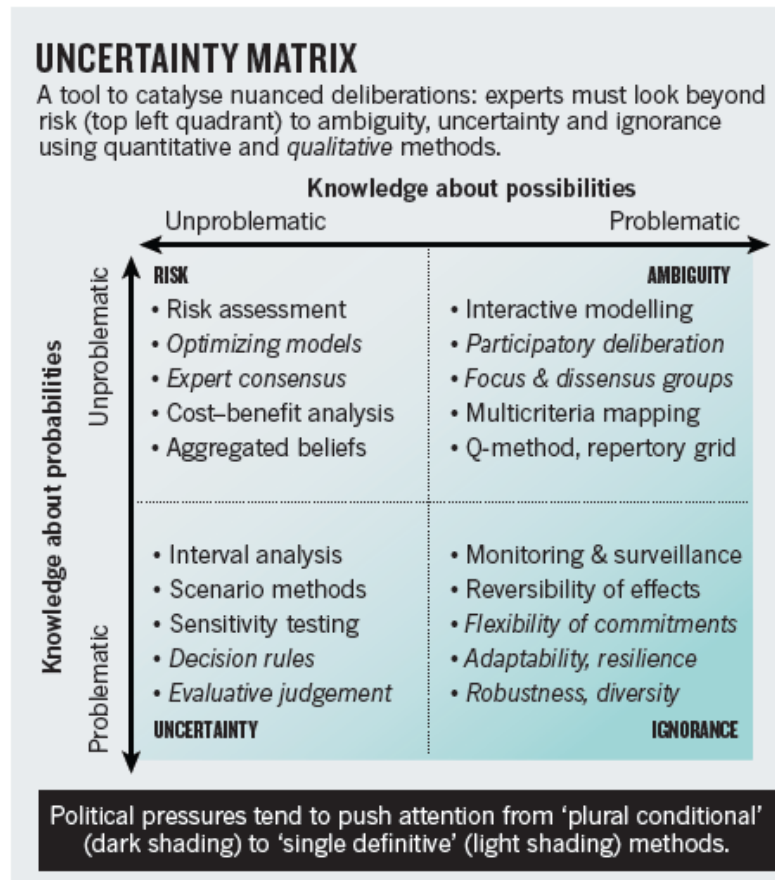 UNCERTAINTY MATRIX
A tool to catalyse nuanced deliberations: experts must look beyond
risk (top left quadrant) to ambiguity, uncertainty and ignorance
using quantitative and qualitative methods.
Knowledge about possibilities
Unproblematic
Problematic
Knowledge about probabilities
Unproblematic
Problematic
RISK
• Risk assessment
• Optimizing models
• Expert consensus
• Cost–benefit analysis
• Aggregated beliefs
AMBIGUITY
• Interactive modelling
• Participatory deliberation
• Focus & dissensus groups
• Multicriteria mapping
• Q-method, repertory grid
• Interval analysis
• Scenario methods
• Sensitivity testing
• Decision rules
• Evaluative judgement
UNCERTAINTY
• Monitoring & surveillance
• Reversibility of effects
• Flexibility of commitments
• Adaptability, resilience
• Robustness, diversity
IGNORANCE
Political pressures tend to push attention from ‘plural conditional’
(dark shading) to ‘single definitive’ (light shading) methods.